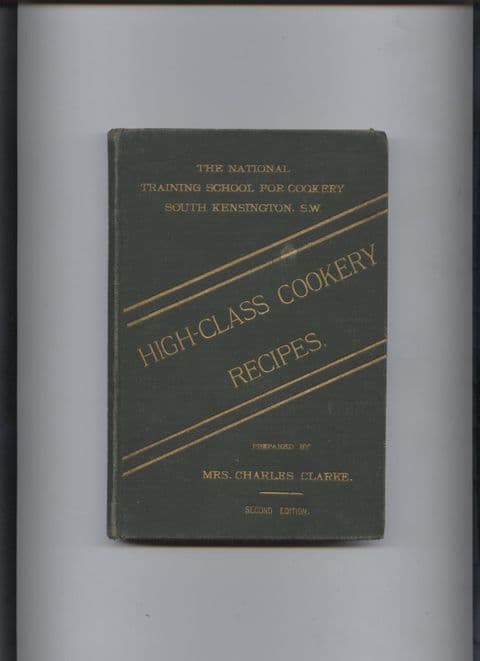 THE NATIONAL
TRAINING SCHOOL FOR COOKERY
SOUTH KENSINGTON, S.W.
HIGH-CLASS COOKERY
RECIPES.
PREPARED BY
MRS. CHARLES CLARKE.
SECOND EDITION.